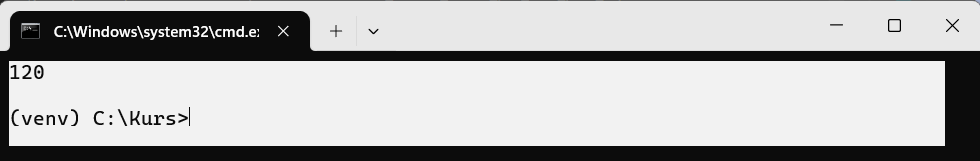 C:\Windows\system32\cmd.e
120
(venv) C:\Kurs>